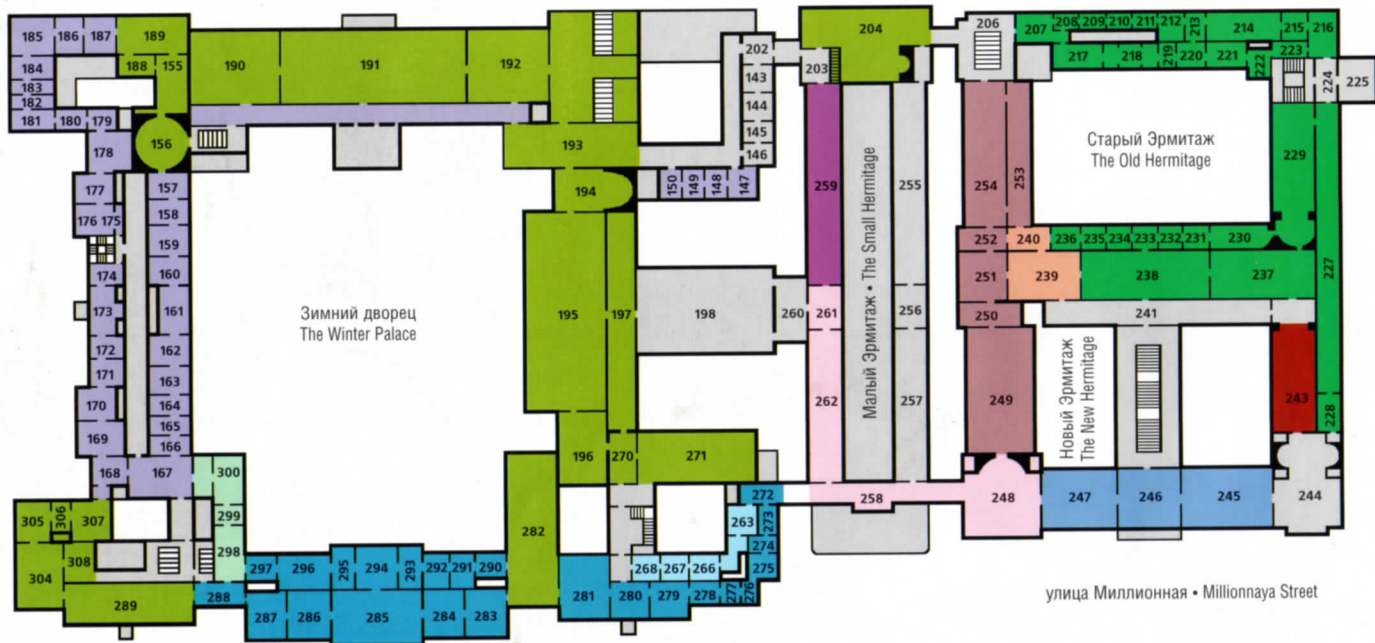 185 186 187 189
184 188 155 190 191 192
183
182
181 180 179
178 156 193
177 157 194
176 175 158
159
174 160
173 161 195 197 198 260
172 162
171 163
170 164
169 165
166 196 270 271
168 167 300
299
298
305 306 307
304 308
289 288
297 296 295 294 293 292 291 290
287 286 285 284 283
282 281 280 279 278 277 276
268 267 266 263
272
273
274
275
Зимний дворец
The Winter Palace
202 203 204
143
144
145
146
150 149 148 147
259 255
261 256
262 257
258
Малый Эрмитаж • The Small Hermitage
206 207 208 209 210 211 212 213 214 215 216
217 218 219 220 221 222 223
224 225
Старый Эрмитаж
The Old Hermitage
254 253 229
252 240 236 235 234 233 232 231 230 227
251 239 238 237
250 241
249 243 228
Новый Эрмитаж
The New Hermitage
248 247 246 245 244
улица Миллионная • Millionnaya Street